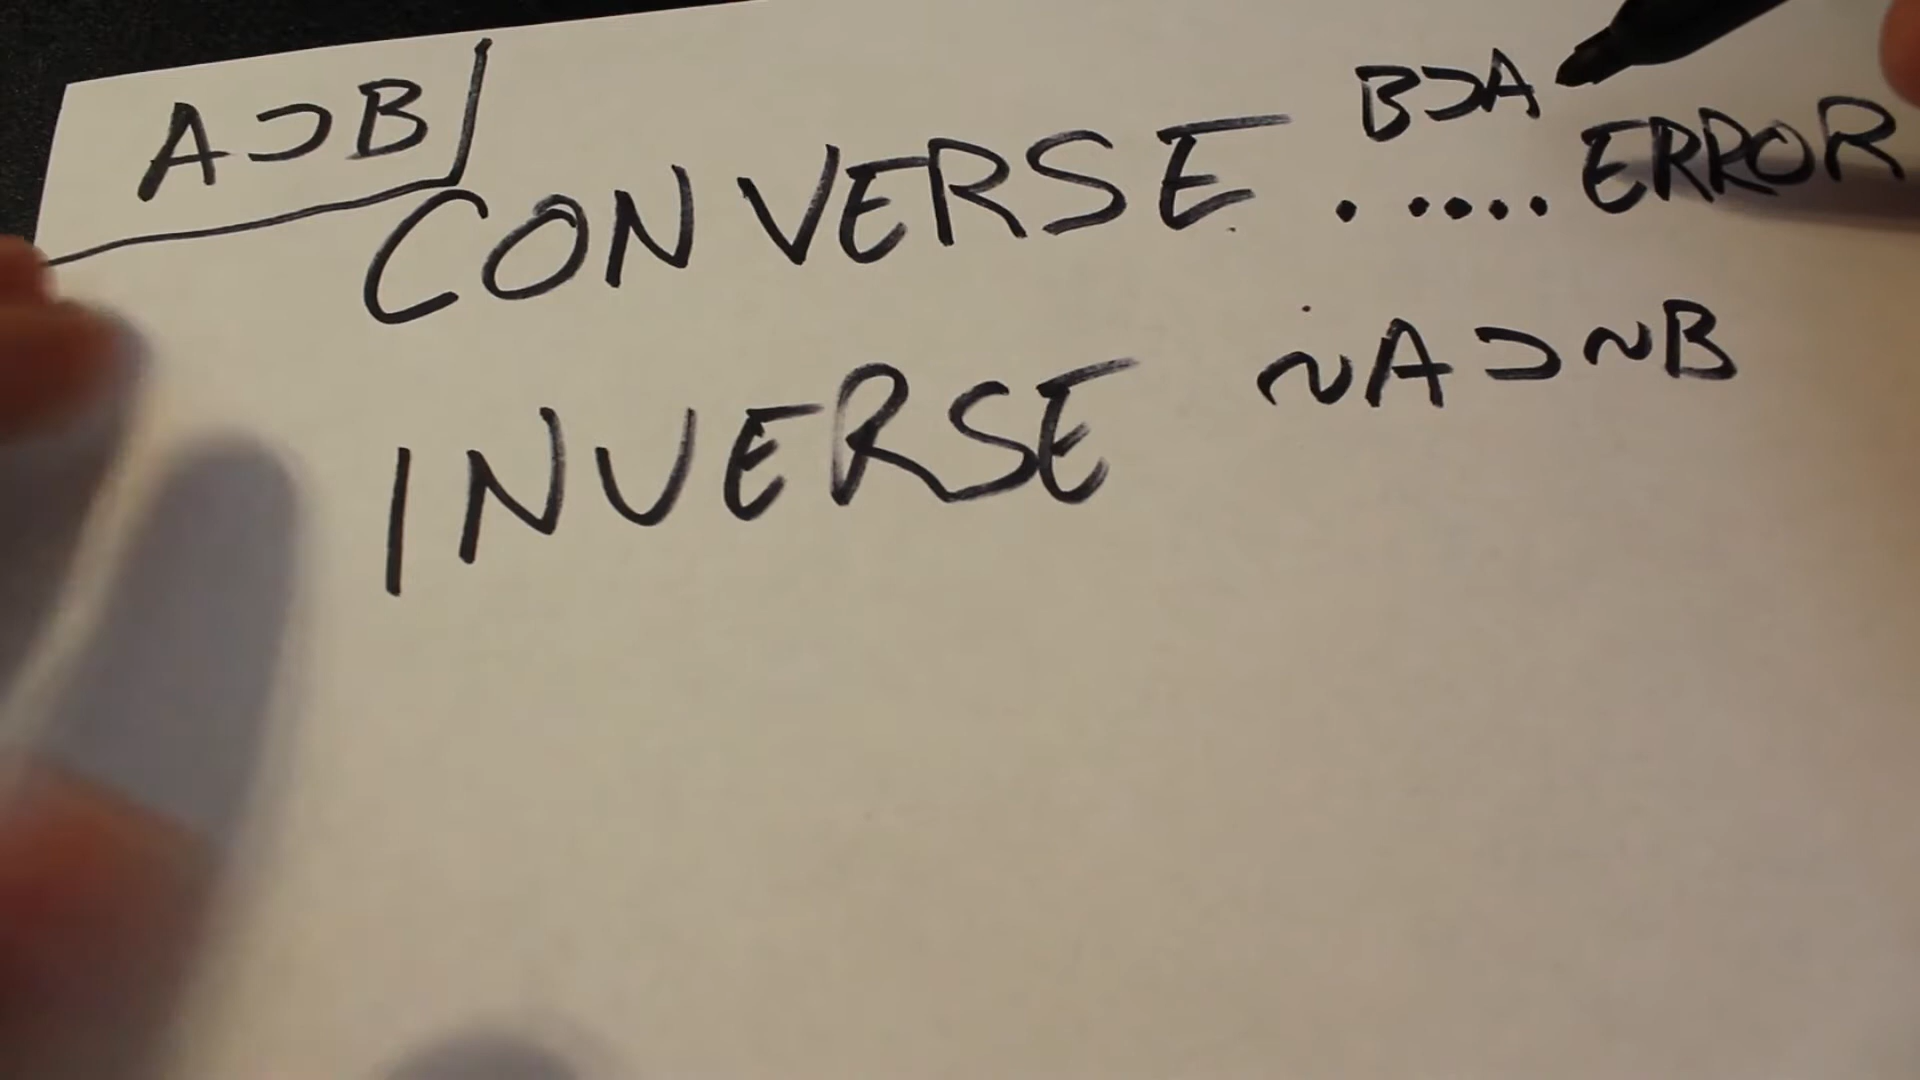 A⊃B
B⊃A
CONVERSE . ..... ERROR
INVERSE ~A⊃~B